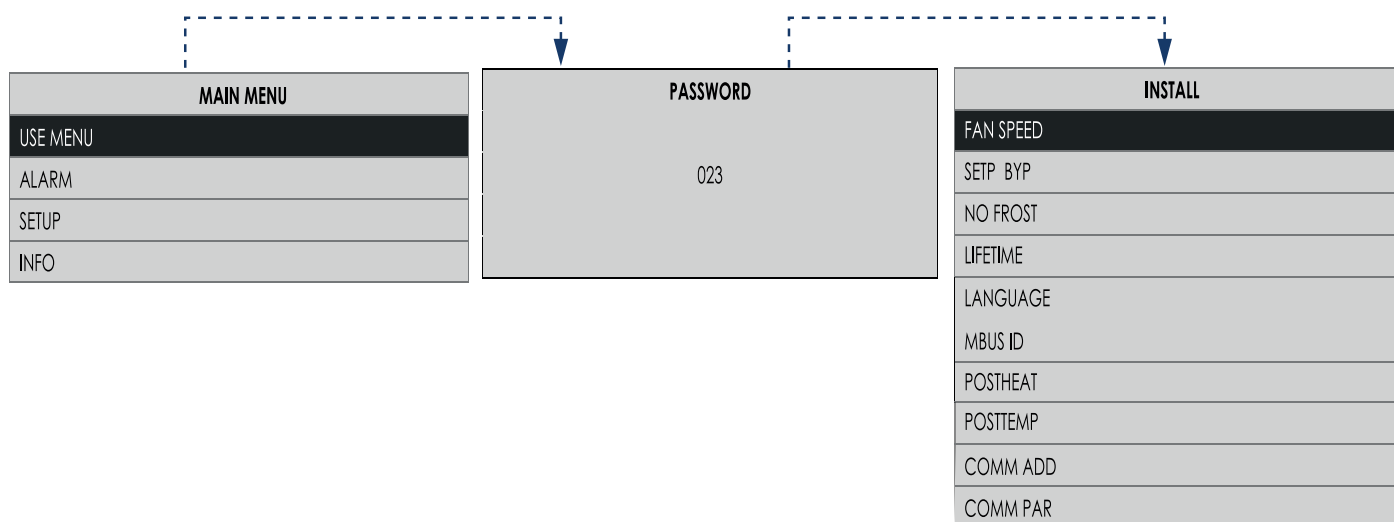 MAIN MENU
USE MENU
ALARM
SETUP
INFO
PASSWORD
023
INSTALL
FAN SPEED
SETP BYP
NO FROST
LIFETIME
LANGUAGE
MBUS ID
POSTHEAT
POSTTEMP
COMM ADD
COMM PAR